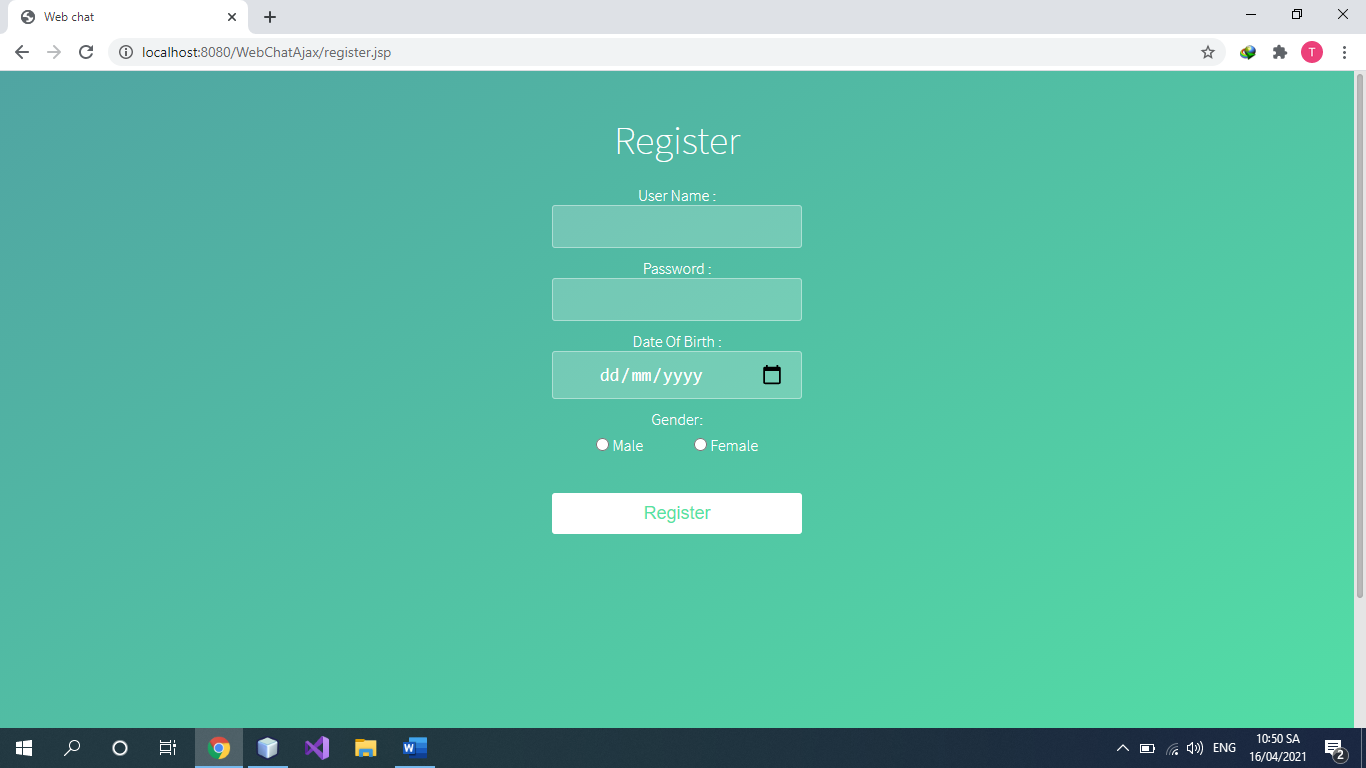 Web chat
localhost:8080/WebChatAjax/register.jsp
T
Register
User Name :
Password :
Date Of Birth :
dd/mm/yyyy
Gender:
Male Female
Register
W
ENG
10:50 SA
16/04/2021
2